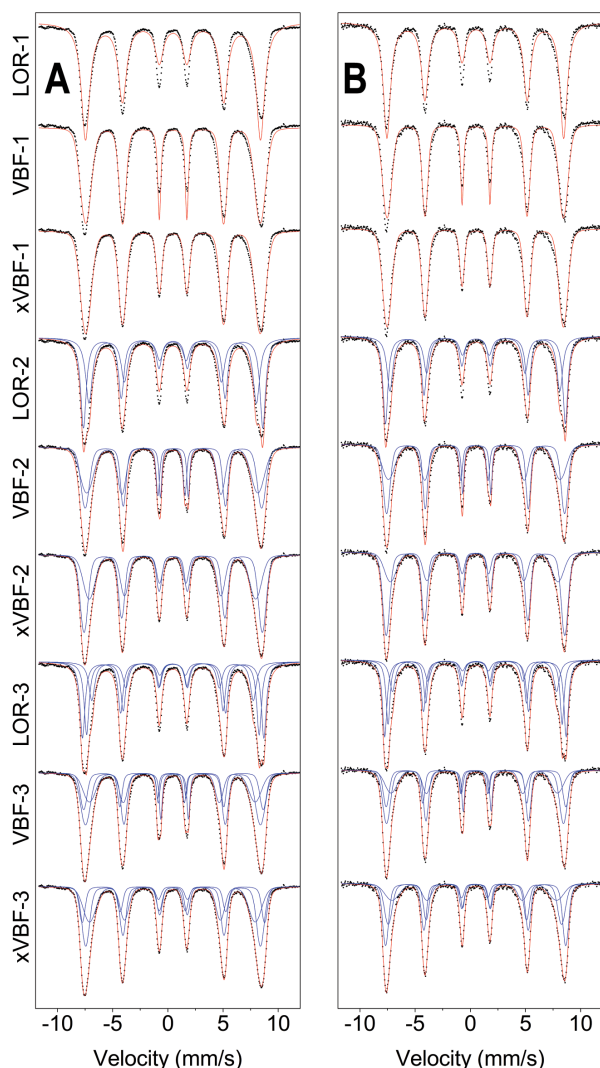 A
B
LOR-1
VBF-1
xVBF-1
LOR-2
VBF-2
xVBF-2
LOR-3
VBF-3
xVBF-3
-10 -5 0 5 10
-10 -5 0 5 10
Velocity (mm/s)
Velocity (mm/s)